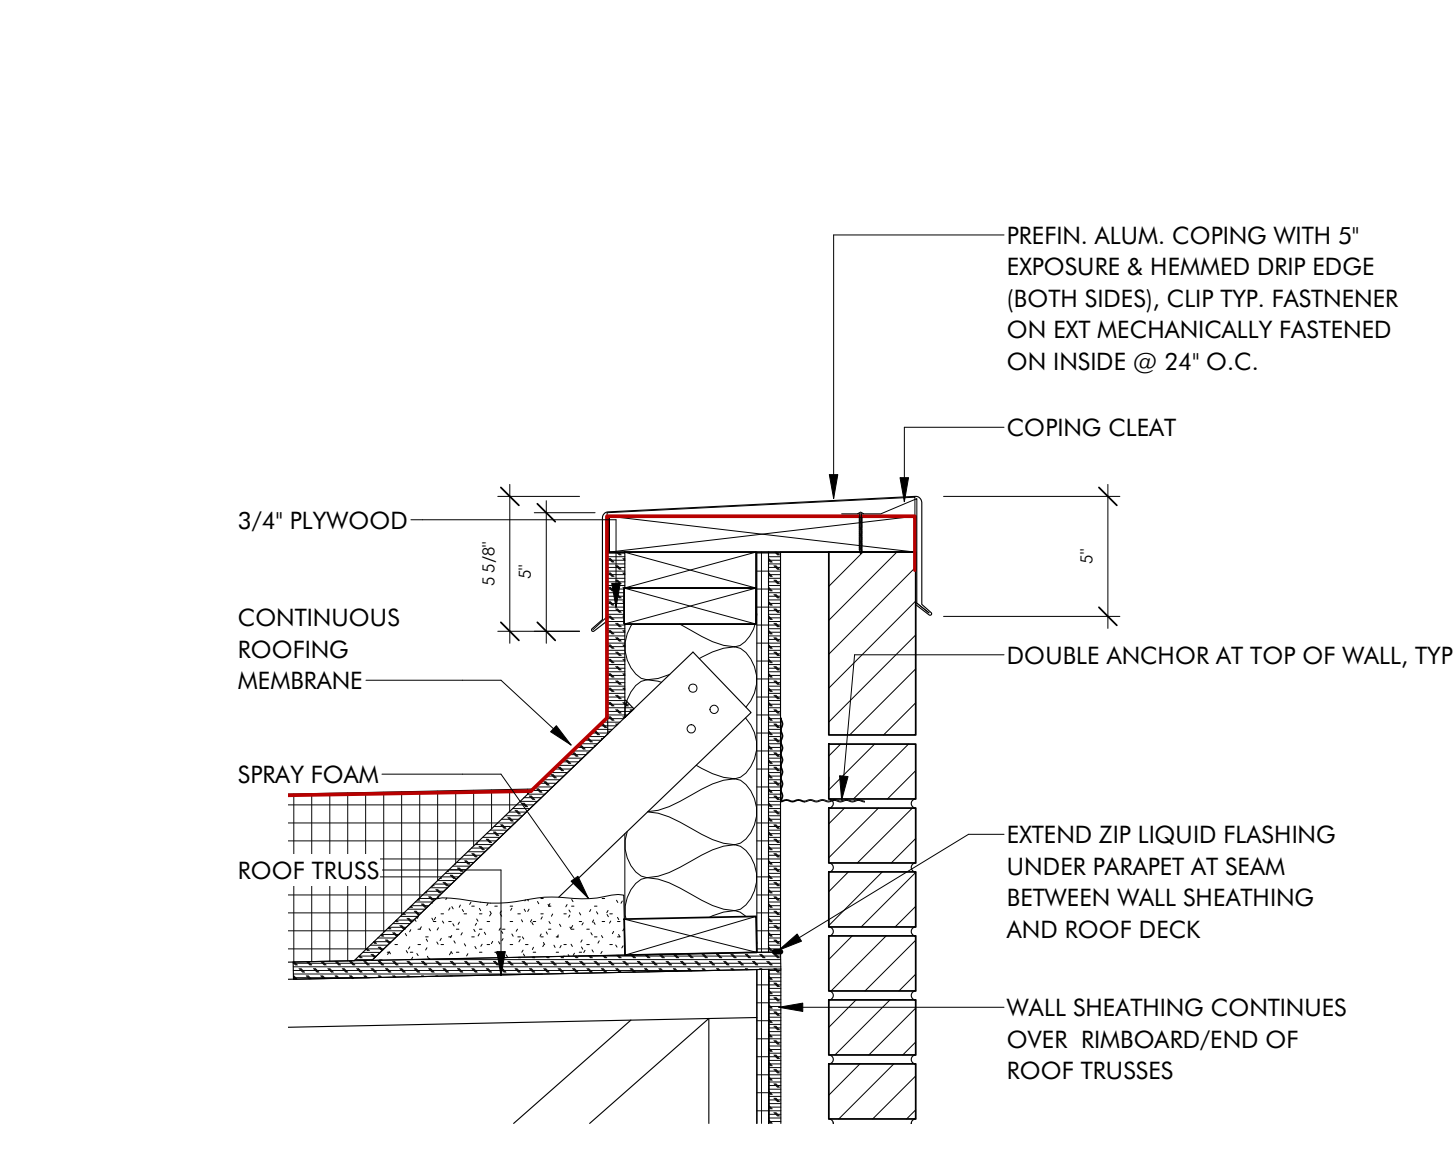 PREFIN. ALUM. COPING WITH 5"
EXPOSURE & HEMMED DRIP EDGE
(BOTH SIDES), CLIP TYP. FASTNENER
ON EXT MECHANICALLY FASTENED
ON INSIDE @ 24" O.C.
COPING CLEAT
3/4" PLYWOOD
5 5/8"
5"
5"
CONTINUOUS
ROOFING
MEMBRANE
DOUBLE ANCHOR AT TOP OF WALL, TYP
SPRAY FOAM
EXTEND ZIP LIQUID FLASHING
UNDER PARAPET AT SEAM
BETWEEN WALL SHEATHING
AND ROOF DECK
ROOF TRUSS
WALL SHEATHING CONTINUES
OVER  RIMBOARD/END OF
ROOF TRUSSES